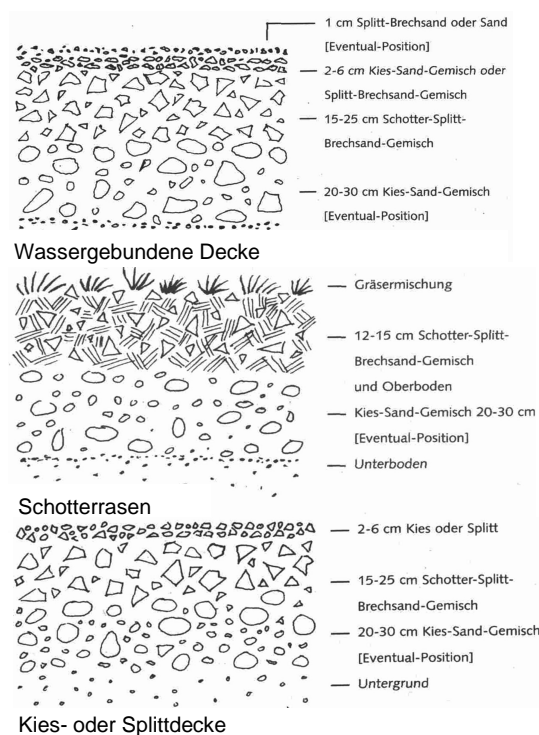 1 cm Splitt-Brechsand oder Sand
[Eventual-Position]
2-6 cm Kies-Sand-Gemisch oder
Splitt-Brechsand-Gemisch
15-25 cm Schotter-Splitt-
Brechsand-Gemisch
20-30 cm Kies-Sand-Gemisch
[Eventual-Position]
Wassergebundene Decke
Gräsermischung
12-15 cm Schotter-Splitt-
Brechsand-Gemisch
und Oberboden
Kies-Sand-Gemisch 20-30 cm
[Eventual-Position]
Unterboden
Schotterrasen
2-6 cm Kies oder Splitt
15-25 cm Schotter-Splitt-
Brechsand-Gemisch
20-30 cm Kies-Sand-Gemisch
[Eventual-Position]
Untergrund
Kies- oder Splittdecke